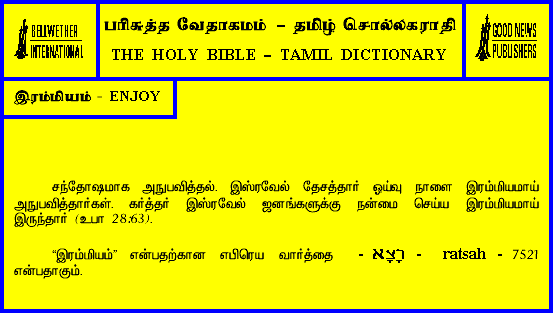 BELLWETHER
INTERNATIONAL
பரிசுத்த வேதாகமம் – தமிழ் சொல்லகராதி
THE HOLY BIBLE – TAMIL DICTIONARY
GOOD NEWS
PUBLISHERS
இரம்மியம் - ENJOY
சந்தோஷமாக அநுபவித்தல். இஸ்ரவேல் தேசத்தார் ஓய்வு நாளை இரம்மியமாய்
அநுபவித்தார்கள். கர்த்தர் இஸ்ரவேல் ஜனங்களுக்கு நன்மை செய்ய இரம்மியமாய்
இருந்தார் (உபா 28:63).
“இரம்மியம்” என்பதற்கான எபிரெய வார்த்தை - רָצָא - ratsah - 7521
என்பதாகும்.